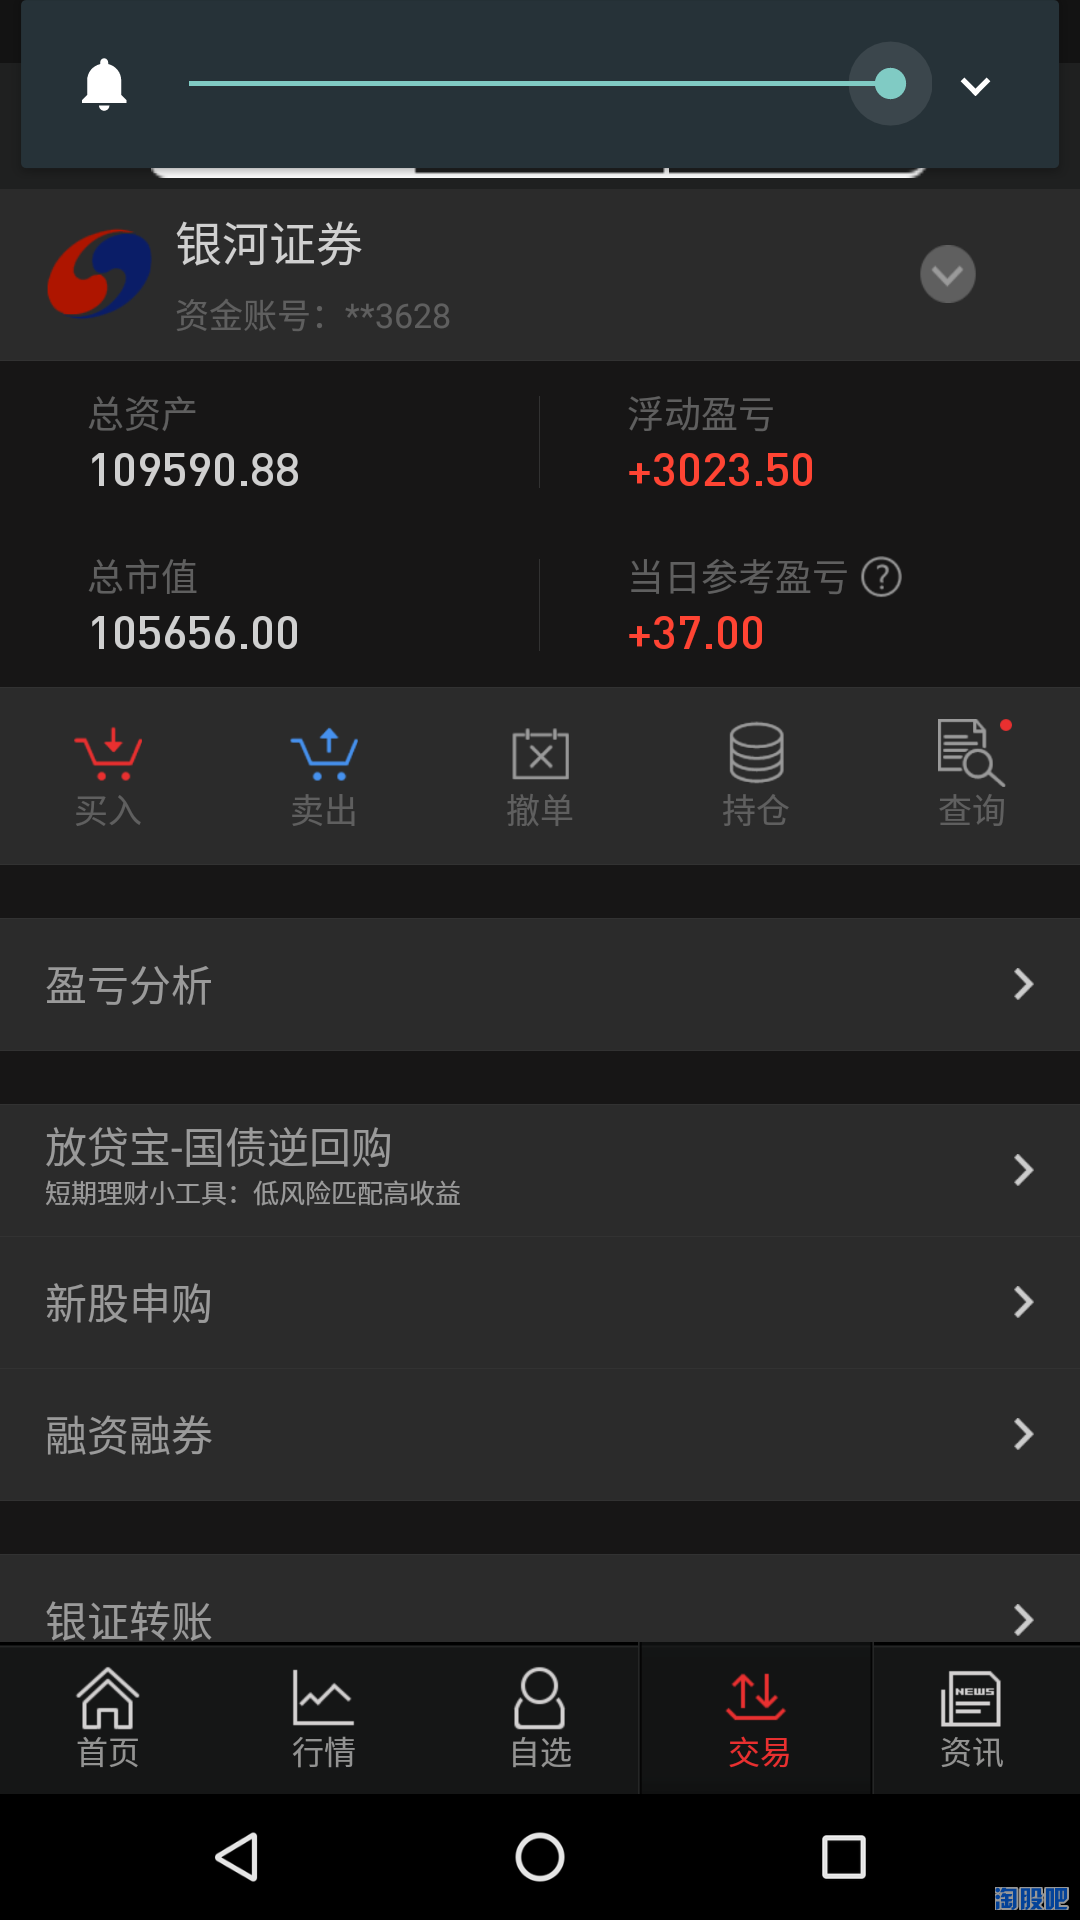 银河证券
资金账号：**3628
总资产
109590.88
浮动盈亏
+3023.50
总市值
105656.00
当日参考盈亏 ?
+37.00
买入
卖出
撤单
持仓
查询
盈亏分析
放贷宝-国债逆回购
短期理财小工具：低风险匹配高收益
新股申购
融资融券
银证转账
首页
行情
自选
交易
NEWS
资讯
淘股吧